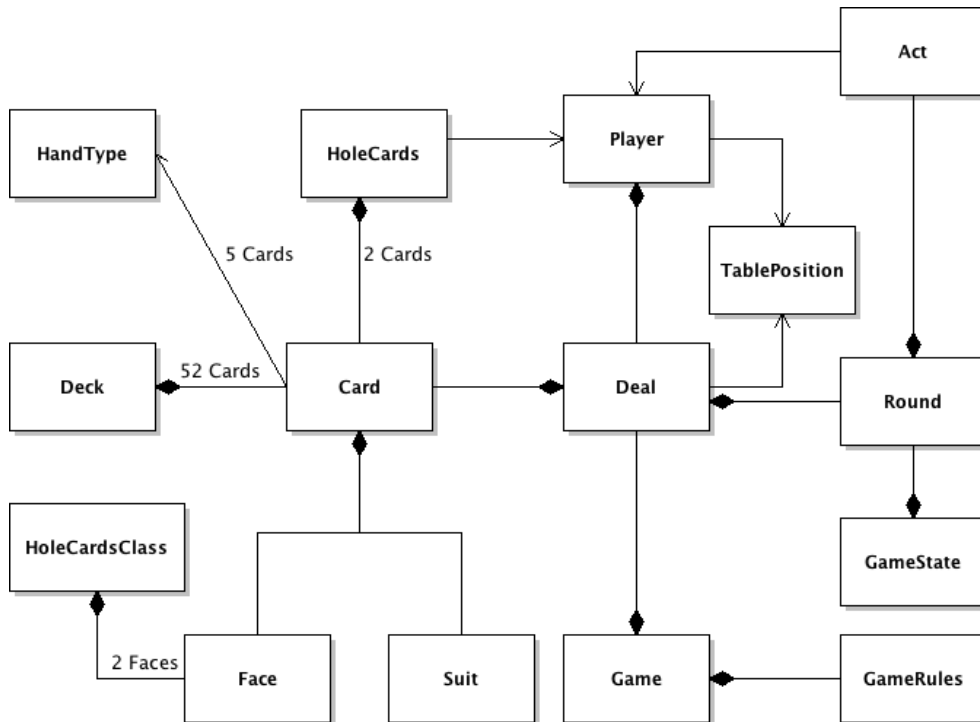 Act
Player
HandType
HoleCards
5 Cards
2 Cards
TablePosition
Deck
52 Cards
Card
Deal
Round
HoleCardsClass
GameState
2 Faces
Face
Suit
Game
GameRules